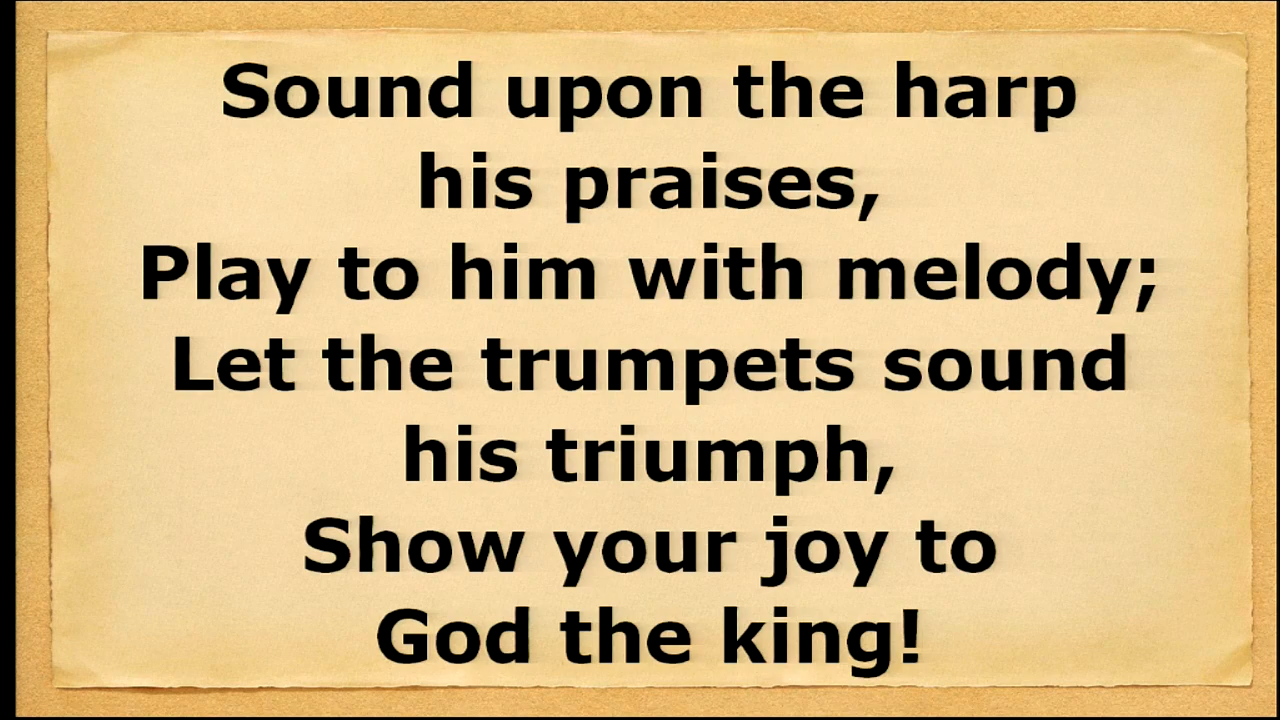 Sound upon the harp
his praises,
Play to him with melody;
Let the trumpets sound
his triumph,
Show your joy to
God the king!